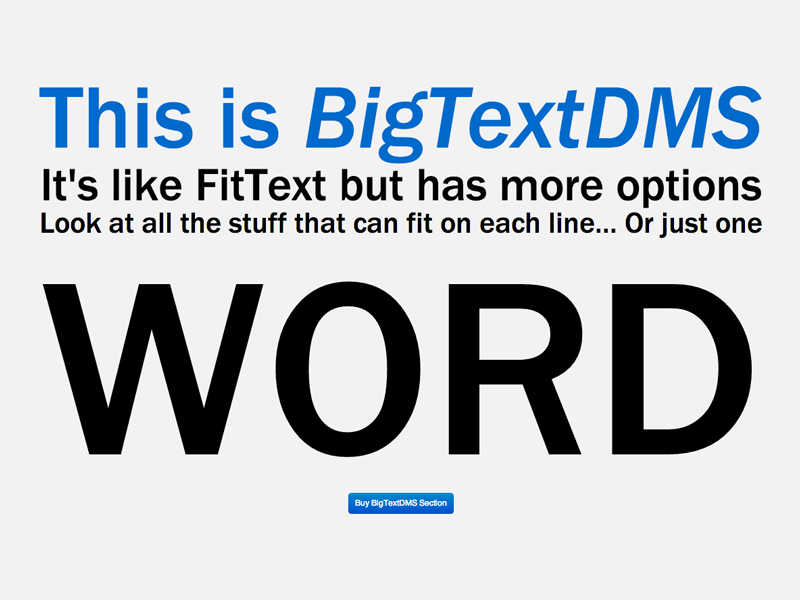 This is BigTextDMS
It's like FitText but has more options
Look at all the stuff that can fit on each line... Or just one
WORD
Buy BigTextDMS Section